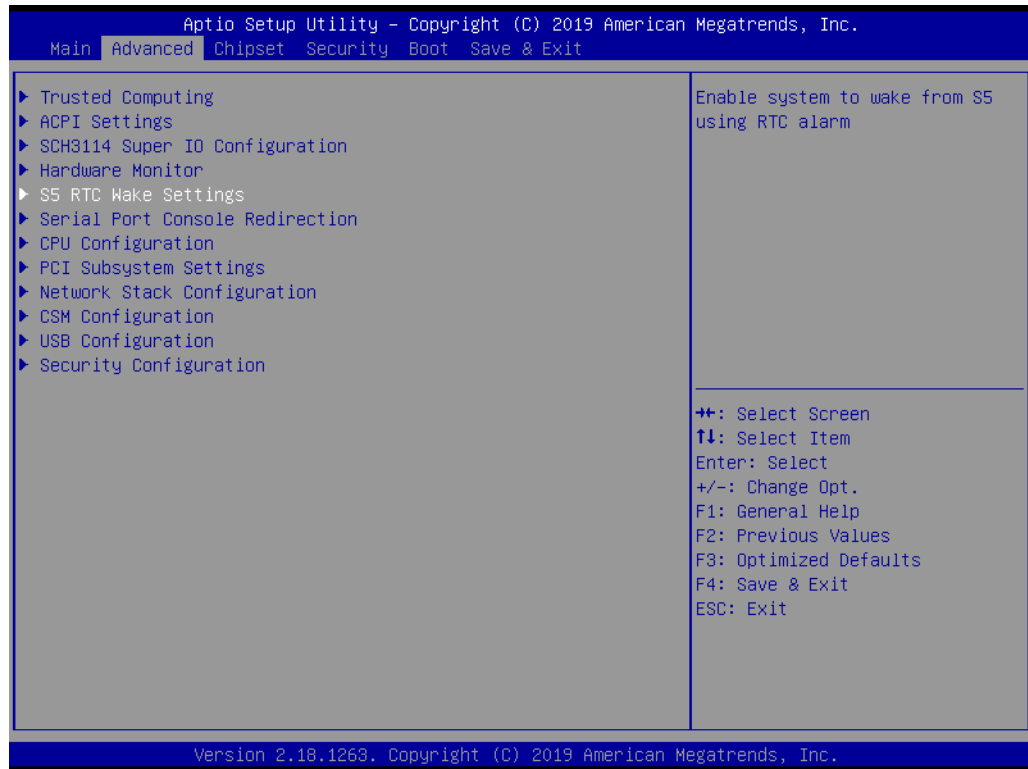 Aptio Setup Utility – Copyright (C) 2019 American Megatrends, Inc.
Main Advanced Chipset Security Boot Save & Exit
▶ Trusted Computing
▶ ACPI Settings
▶ SCH3114 Super IO Configuration
▶ Hardware Monitor
▶ S5 RTC Wake Settings
▶ Serial Port Console Redirection
▶ CPU Configuration
▶ PCI Subsystem Settings
▶ Network Stack Configuration
▶ CSM Configuration
▶ USB Configuration
▶ Security Configuration
Enable system to wake from S5
using RTC alarm
→←: Select Screen
↑↓: Select Item
Enter: Select
+/-: Change Opt.
F1: General Help
F2: Previous Values
F3: Optimized Defaults
F4: Save & Exit
ESC: Exit
Version 2.18.1263. Copyright (C) 2019 American Megatrends, Inc.